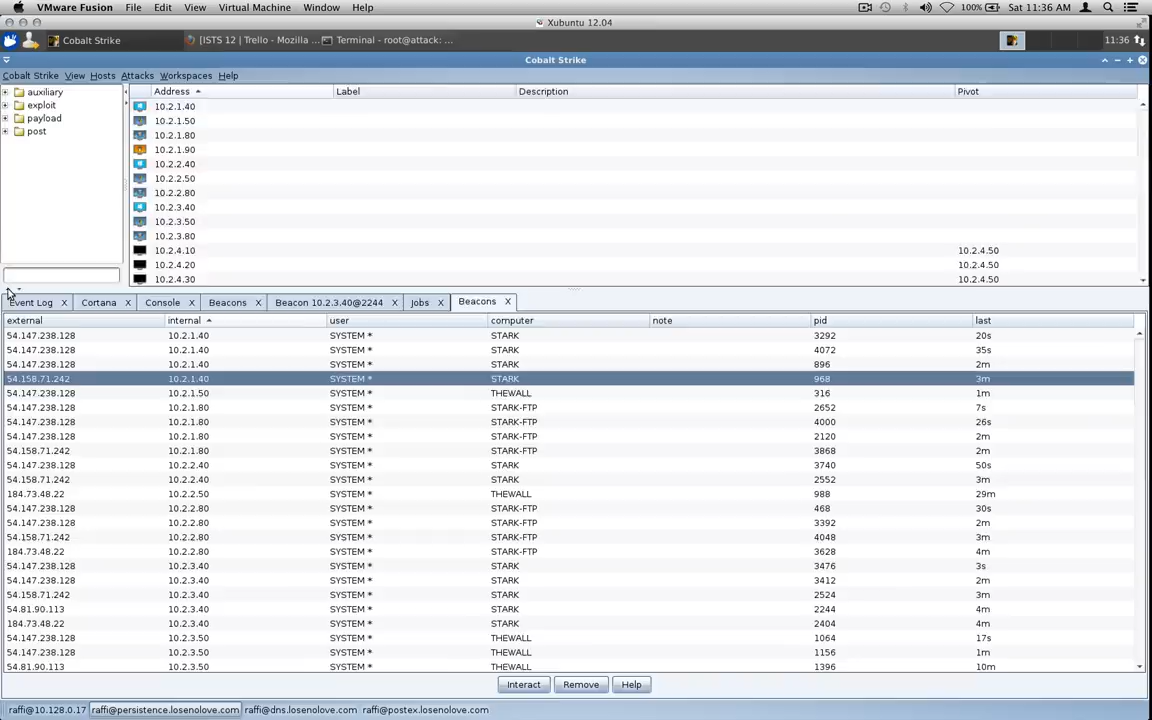 VMware Fusion File Edit View Virtual Machine Window Help 100% Sat 11:36 AM
Xubuntu 12.04
Cobalt Strike [ISTS 12 | Trello - Mozilla ... Terminal - root@attack: ... 11:36
Cobalt Strike
Cobalt Strike View Hosts Attacks Workspaces Help
auxiliary
exploit
payload
post
Address Label Description Pivot
10.2.1.40
10.2.1.50
10.2.1.80
10.2.1.90
10.2.2.40
10.2.2.50
10.2.2.80
10.2.3.40
10.2.3.50
10.2.3.80
10.2.4.10 10.2.4.50
10.2.4.20 10.2.4.50
10.2.4.30 10.2.4.50
Event Log X Cortana X Console X Beacons X Beacon 10.2.3.40@2244 X Jobs X Beacons X
external internal user computer note pid last
54.147.238.128 10.2.1.40 SYSTEM * STARK 3292 20s
54.147.238.128 10.2.1.40 SYSTEM * STARK 4072 35s
54.147.238.128 10.2.1.40 SYSTEM * STARK 896 2m
54.158.71.242 10.2.1.40 SYSTEM * STARK 968 3m
54.147.238.128 10.2.1.50 SYSTEM * THEWALL 316 1m
54.147.238.128 10.2.1.80 SYSTEM * STARK-FTP 2652 7s
54.147.238.128 10.2.1.80 SYSTEM * STARK-FTP 4000 26s
54.147.238.128 10.2.1.80 SYSTEM * STARK-FTP 2120 2m
54.158.71.242 10.2.1.80 SYSTEM * STARK-FTP 3868 2m
54.147.238.128 10.2.2.40 SYSTEM * STARK 3740 50s
54.158.71.242 10.2.2.40 SYSTEM * STARK 2552 3m
184.73.48.22 10.2.2.50 SYSTEM * THEWALL 988 29m
54.147.238.128 10.2.2.80 SYSTEM * STARK-FTP 468 30s
54.147.238.128 10.2.2.80 SYSTEM * STARK-FTP 3392 2m
54.158.71.242 10.2.2.80 SYSTEM * STARK-FTP 4048 3m
184.73.48.22 10.2.2.80 SYSTEM * STARK-FTP 3628 4m
54.147.238.128 10.2.3.40 SYSTEM * STARK 3476 3s
54.147.238.128 10.2.3.40 SYSTEM * STARK 3412 2m
54.158.71.242 10.2.3.40 SYSTEM * STARK 2524 3m
54.81.90.113 10.2.3.40 SYSTEM * STARK 2244 4m
184.73.48.22 10.2.3.40 SYSTEM * STARK 2404 4m
54.147.238.128 10.2.3.50 SYSTEM * THEWALL 1064 17s
54.147.238.128 10.2.3.50 SYSTEM * THEWALL 1156 1m
54.81.90.113 10.2.3.50 SYSTEM * THEWALL 1396 10m
Interact Remove Help
raffi@10.128.0.17 raffi@persistence.losenolove.com raffi@dns.losenolove.com raffi@postex.losenolove.com